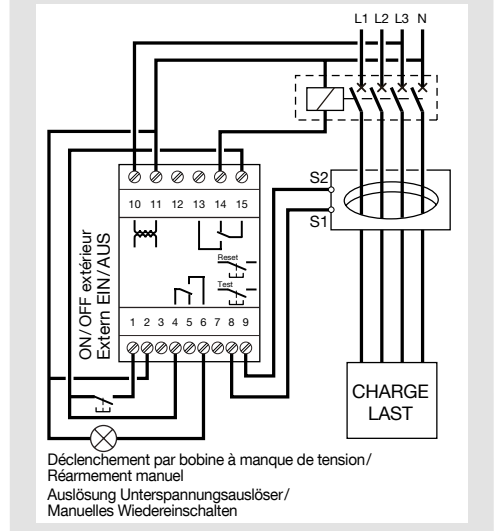 L1 L2 L3 N
S2
S1
10 11 12 13 14 15
ON/OFF extérieur
Extern EIN/AUS
Reset
Test
1 2 3 4 5 6 7 8 9
CHARGE
LAST
Déclenchement par bobine à manque de tension/
Réarmement manuel
Auslösung Unterspannungsauslöser/
Manuelles Wiedereinschalten